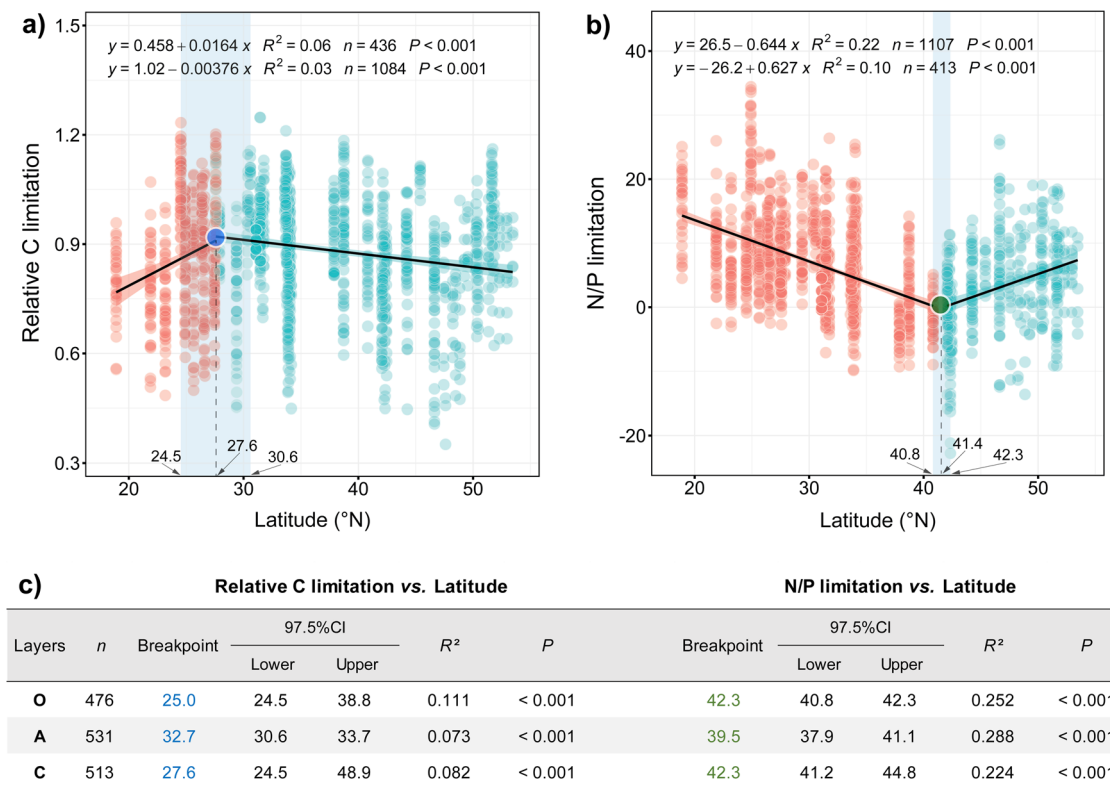 a)
y = 0.458 + 0.0164 x R² = 0.06 n = 436 P < 0.001
y = 1.02 − 0.00376 x R² = 0.03 n = 1084 P < 0.001
1.5
1.2
0.9
0.6
0.3
Relative C limitation
24.5
27.6
30.6
20 30 40 50
Latitude (°N)
b)
y = 26.5 − 0.644 x R² = 0.22 n = 1107 P < 0.001
y = − 26.2 + 0.627 x R² = 0.10 n = 413 P < 0.001
40
20
0
-20
N/P limitation
40.8
41.4
42.3
20 30 40 50
Latitude (°N)
c) Relative C limitation vs. Latitude N/P limitation vs. Latitude
97.5%CI 97.5%CI
Layers n Breakpoint R² P Breakpoint R² P
Lower Upper Lower Upper
O 476 25.0 24.5 38.8 0.111 < 0.001 42.3 40.8 42.3 0.252 < 0.001
A 531 32.7 30.6 33.7 0.073 < 0.001 39.5 37.9 41.1 0.288 < 0.001
C 513 27.6 24.5 48.9 0.082 < 0.001 42.3 41.2 44.8 0.224 < 0.001